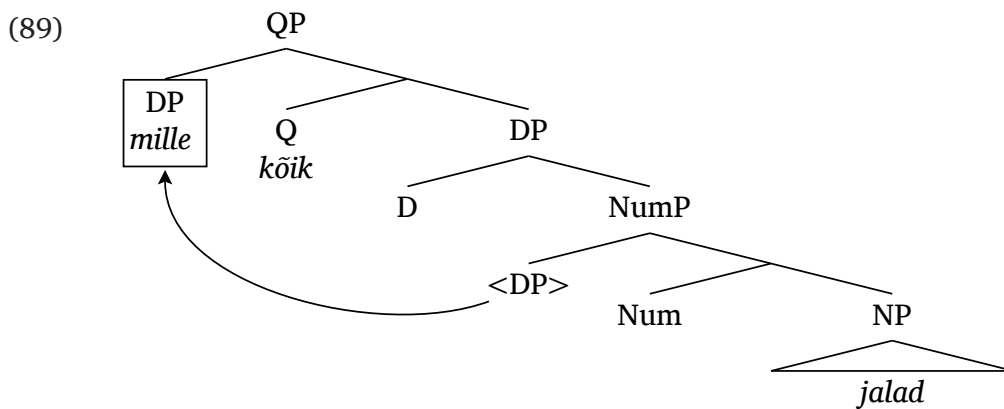 (89)
QP
DP
mille
Q
kõik
DP
D
NumP
<DP>
Num
NP
jalad